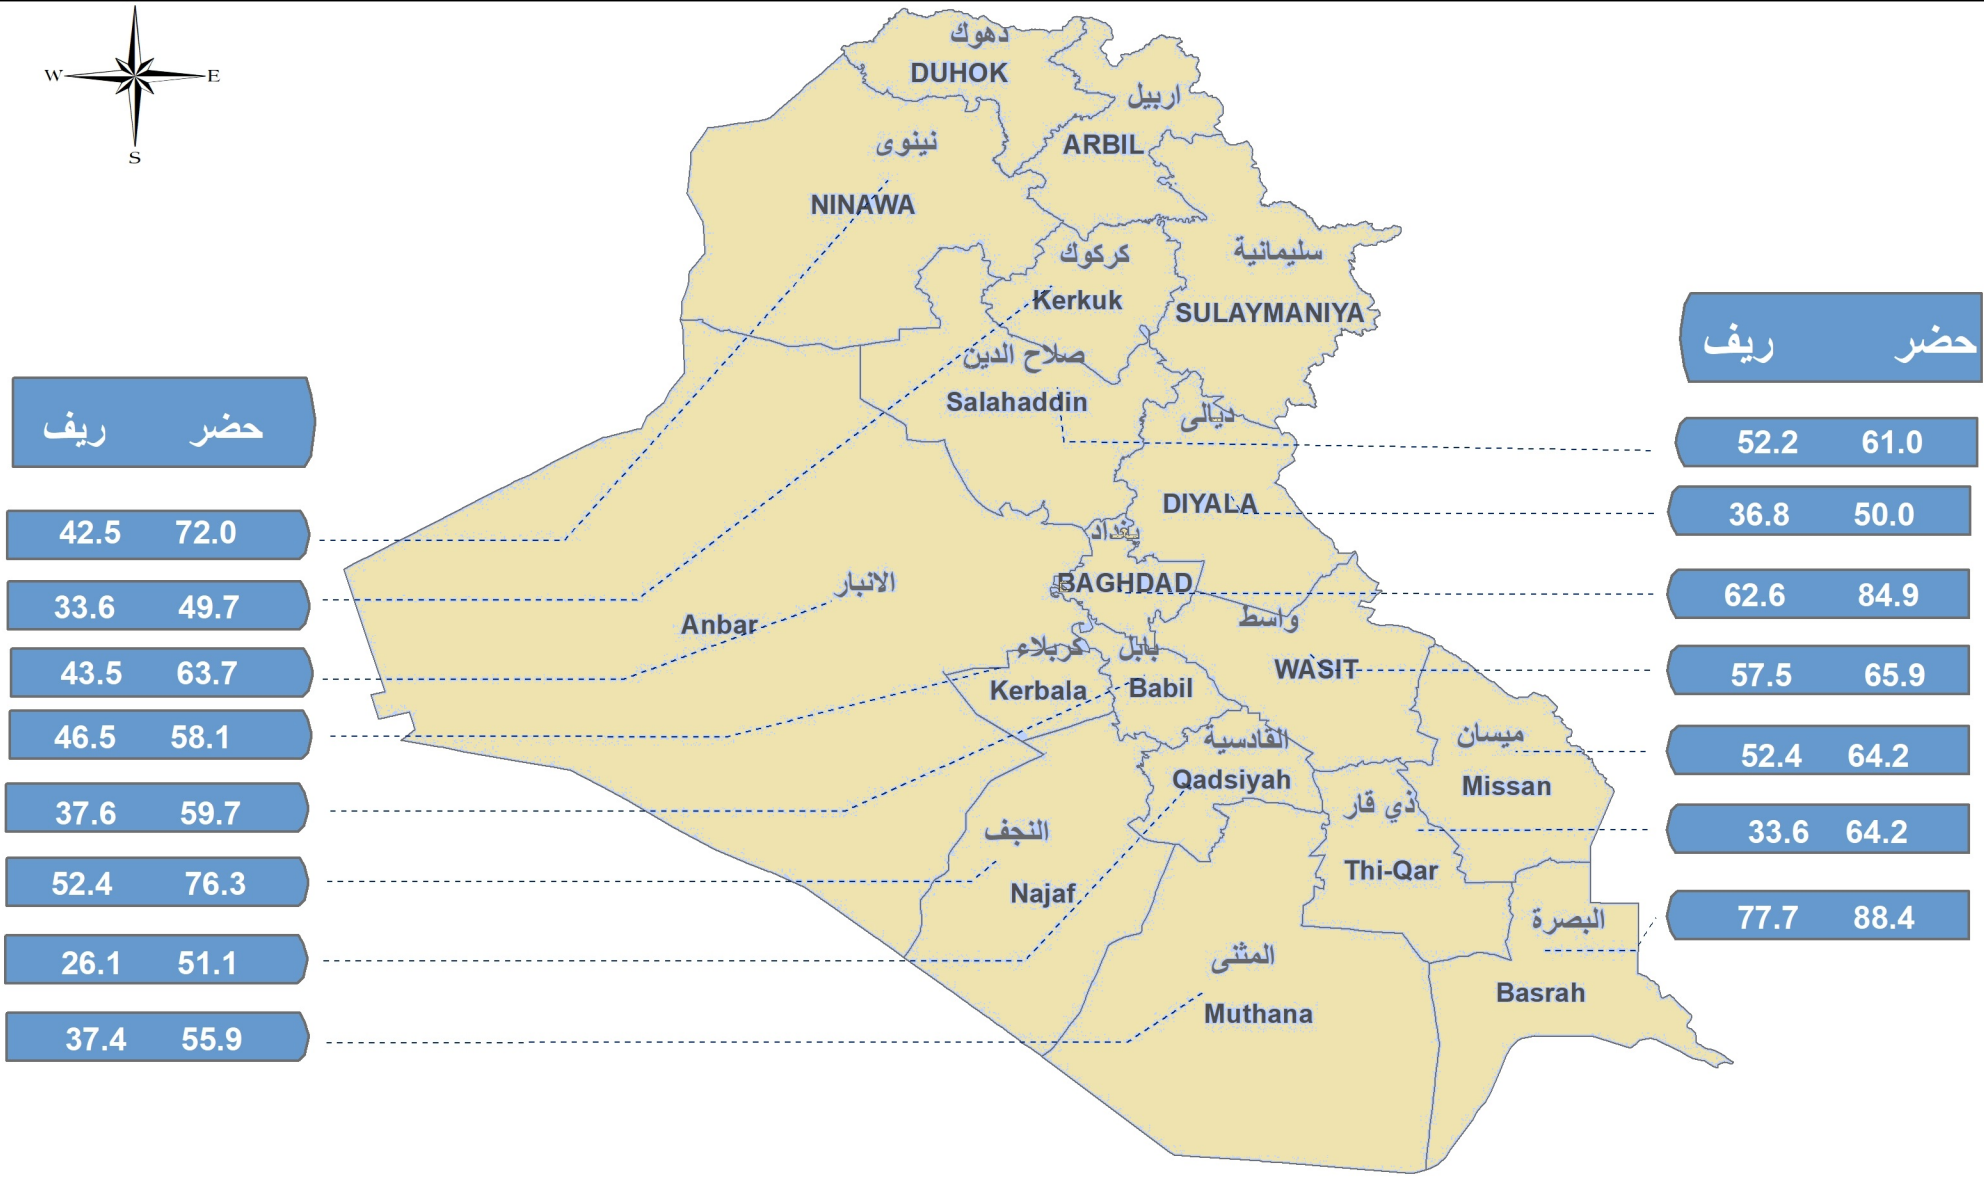 W E
S
دهوك
DUHOK
اربيل
ARBIL
نينوى
NINAWA
كركوك
Kerkuk
سليمانية
SULAYMANIYA
صلاح الدين
Salahaddin
ديالى
DIYALA
بغداد
BAGHDAD
الانبار
Anbar
واسط
WASIT
كربلاء
Kerbala
بابل
Babil
القادسية
Qadsiyah
ميسان
Missan
ذي قار
Thi-Qar
النجف
Najaf
المثنى
Muthana
البصرة
Basrah
حضر ريف
42.5 72.0
33.6 49.7
43.5 63.7
46.5 58.1
37.6 59.7
52.4 76.3
26.1 51.1
37.4 55.9
حضر ريف
52.2 61.0
36.8 50.0
62.6 84.9
57.5 65.9
52.4 64.2
33.6 64.2
77.7 88.4